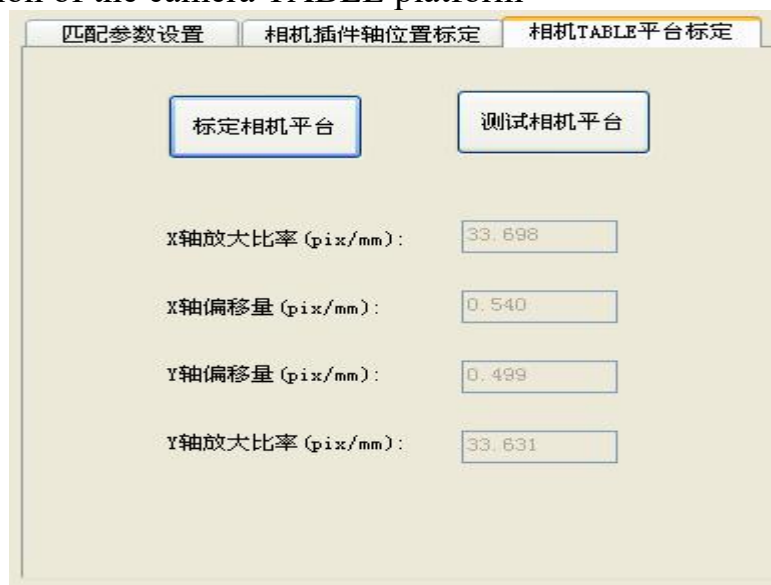 on of the camera TABLE platform
匹配参数设置 相机插件轴位置标定 相机TABLE平台标定
标定相机平台 测试相机平台
X轴放大比率(pix/mm): 33.698
X轴偏移量(pix/mm): 0.540
Y轴偏移量(pix/mm): 0.499
Y轴放大比率(pix/mm): 33.631